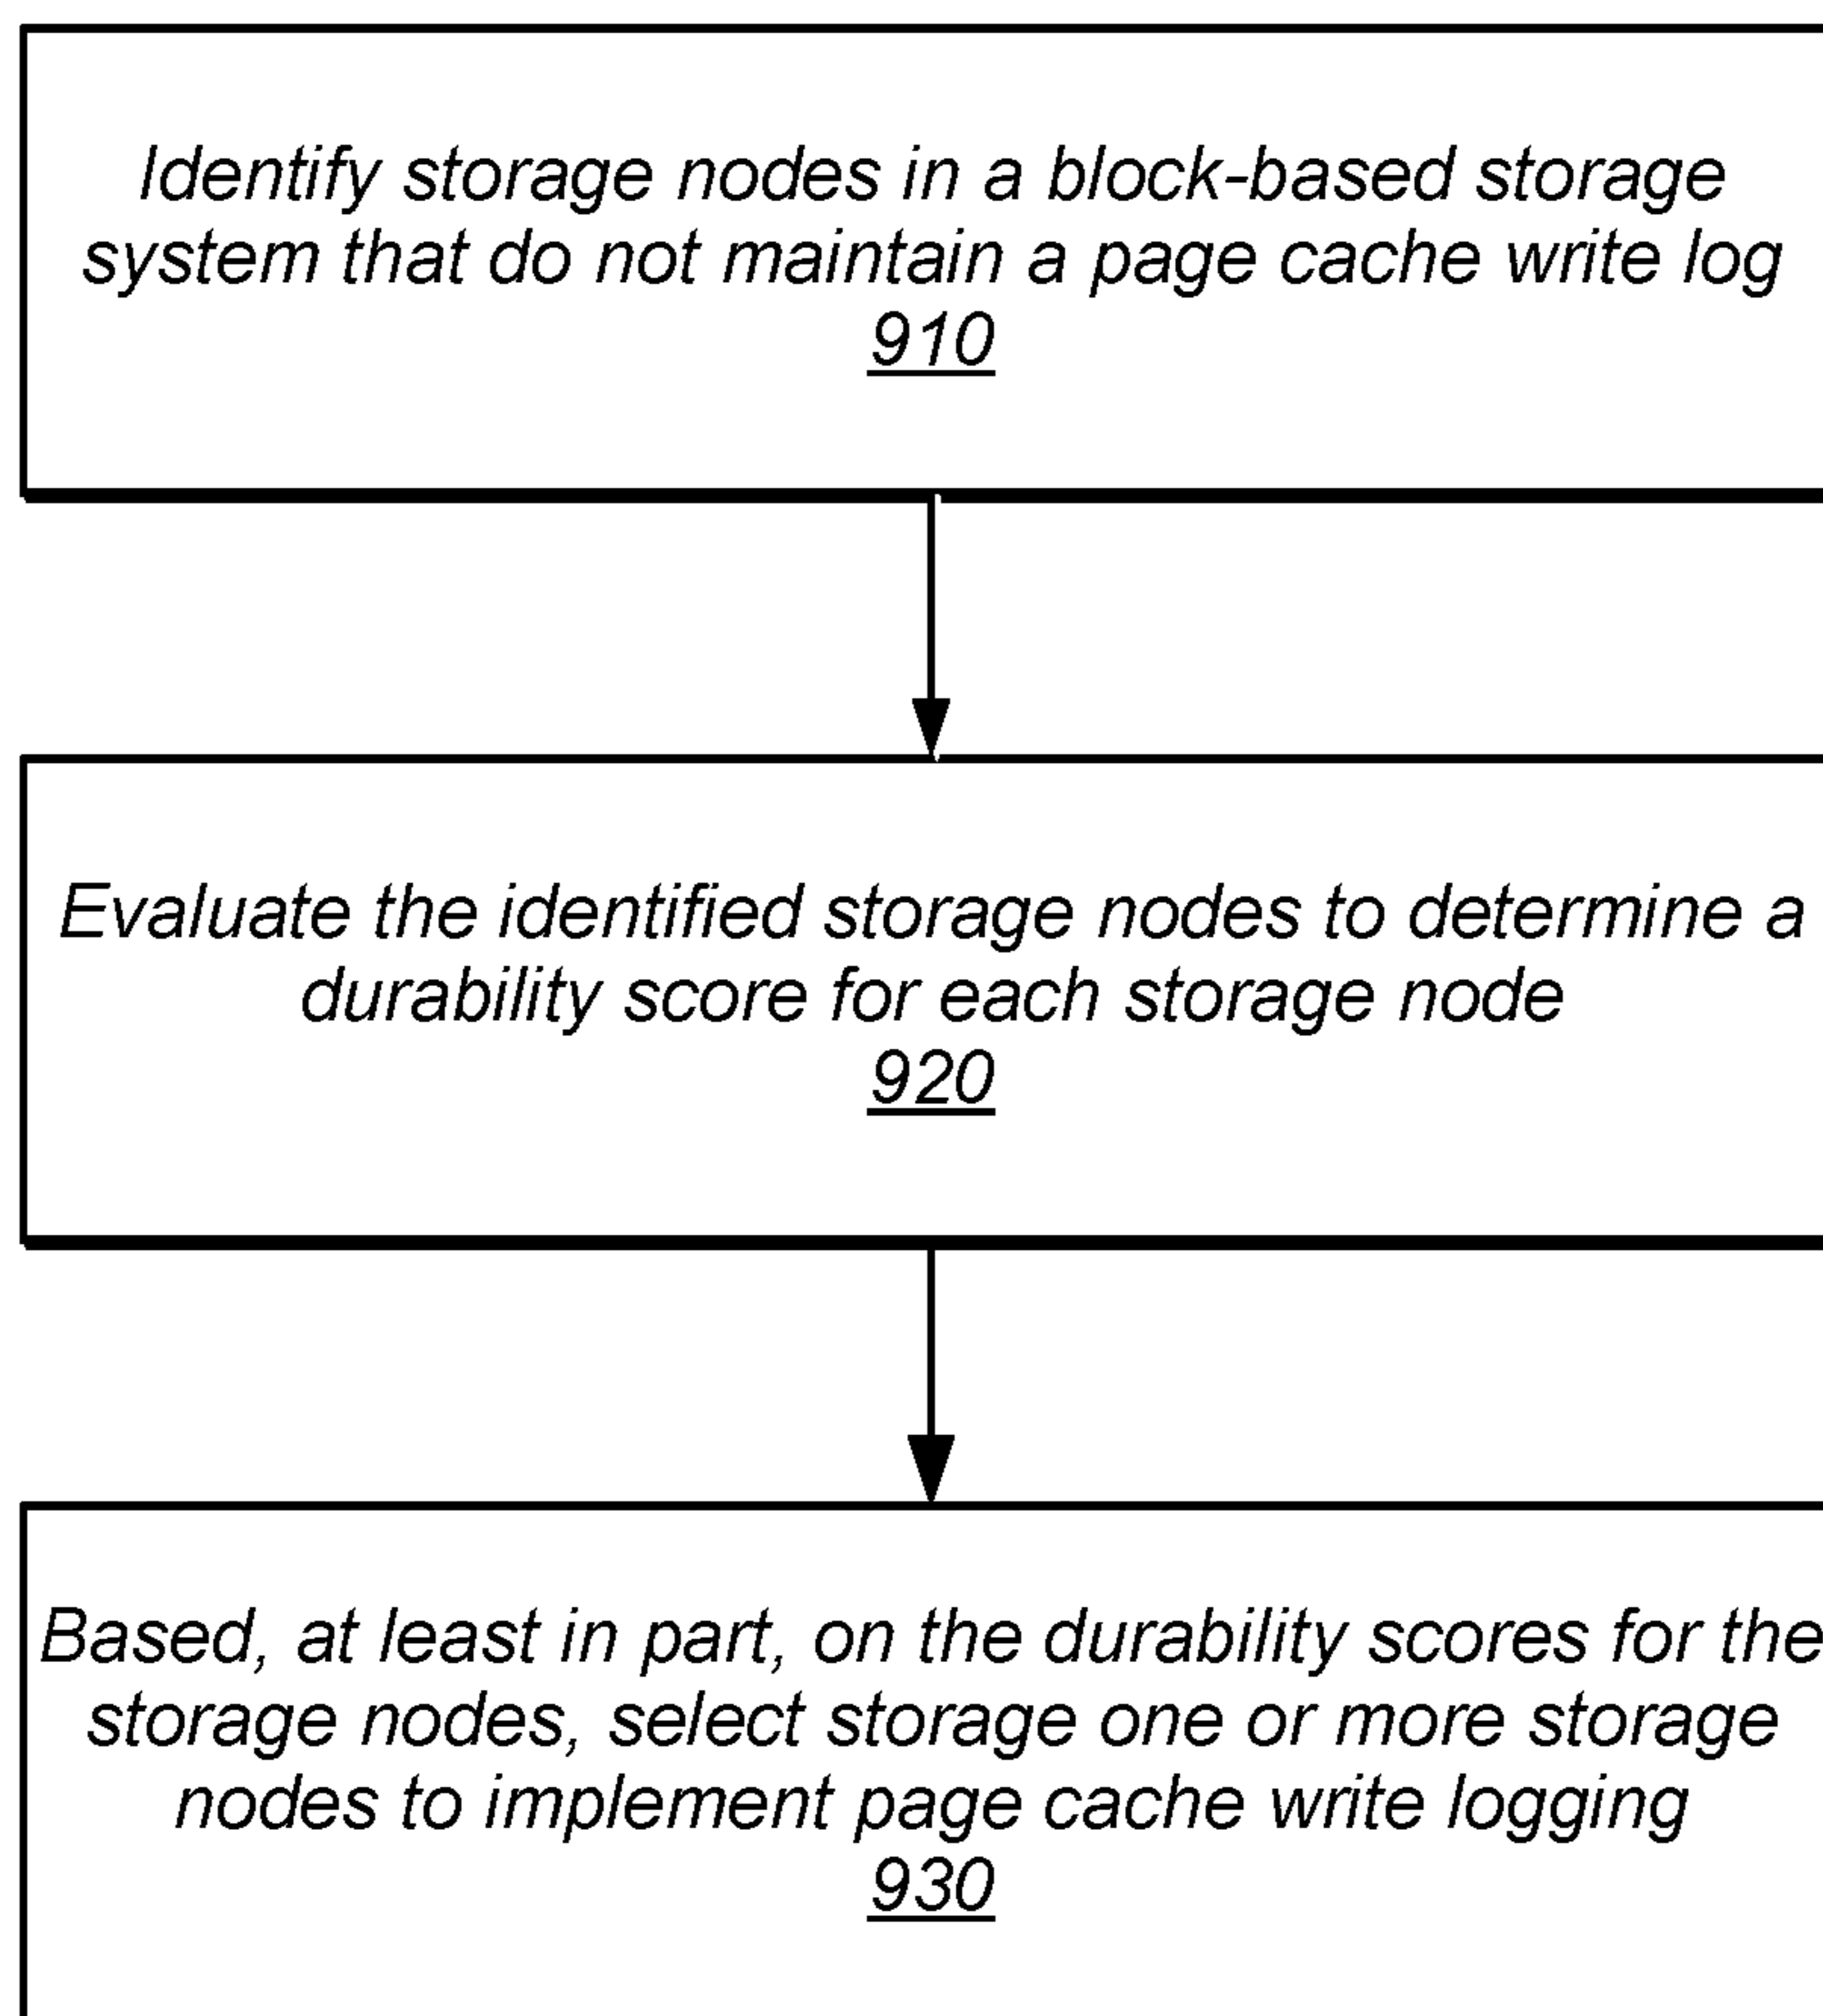 Identify storage nodes in a block-based storage
system that do not maintain a page cache write log
910
Evaluate the identified storage nodes to determine a
durability score for each storage node
920
Based, at least in part, on the durability scores for the
storage nodes, select storage one or more storage
nodes to implement page cache write logging
930